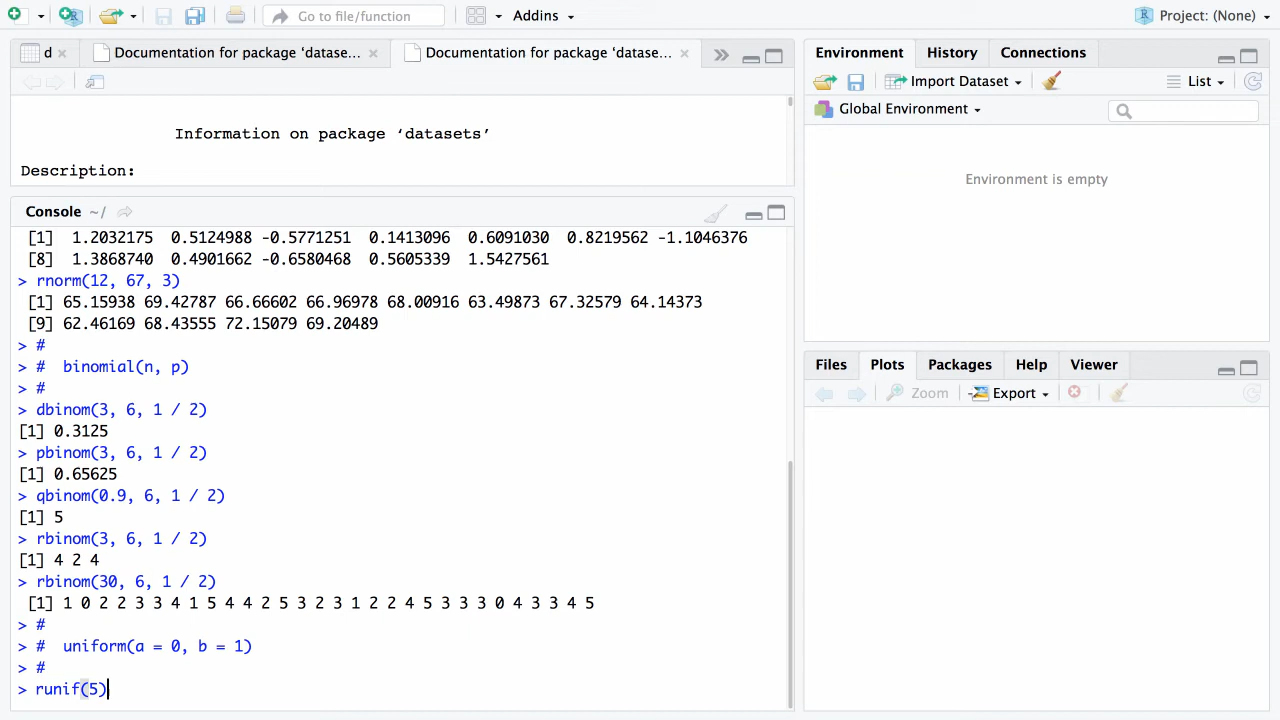 Go to file/function
Addins
Project: (None)
d
Documentation for package ‘datase...
Documentation for package ‘datase...
Information on package ‘datasets’
Description:
Console ~/
[1] 1.2032175 0.5124988 -0.5771251 0.1413096 0.6091030 0.8219562 -1.1046376
[8] 1.3868740 0.4901662 -0.6580468 0.5605339 1.5427561
> rnorm(12, 67, 3)
[1] 65.15938 69.42787 66.66602 66.96978 68.00916 63.49873 67.32579 64.14373
[9] 62.46169 68.43555 72.15079 69.20489
> #
> # binomial(n, p)
> #
> dbinom(3, 6, 1 / 2)
[1] 0.3125
> pbinom(3, 6, 1 / 2)
[1] 0.65625
> qbinom(0.9, 6, 1 / 2)
[1] 5
> rbinom(3, 6, 1 / 2)
[1] 4 2 4
> rbinom(30, 6, 1 / 2)
[1] 1 0 2 2 3 3 4 1 5 4 4 2 5 3 2 3 1 2 2 4 5 3 3 3 0 4 3 3 4 5
> #
> # uniform(a = 0, b = 1)
> #
> runif(5)
Environment
History
Connections
Import Dataset
List
Global Environment
Environment is empty
Files
Plots
Packages
Help
Viewer
Zoom
Export